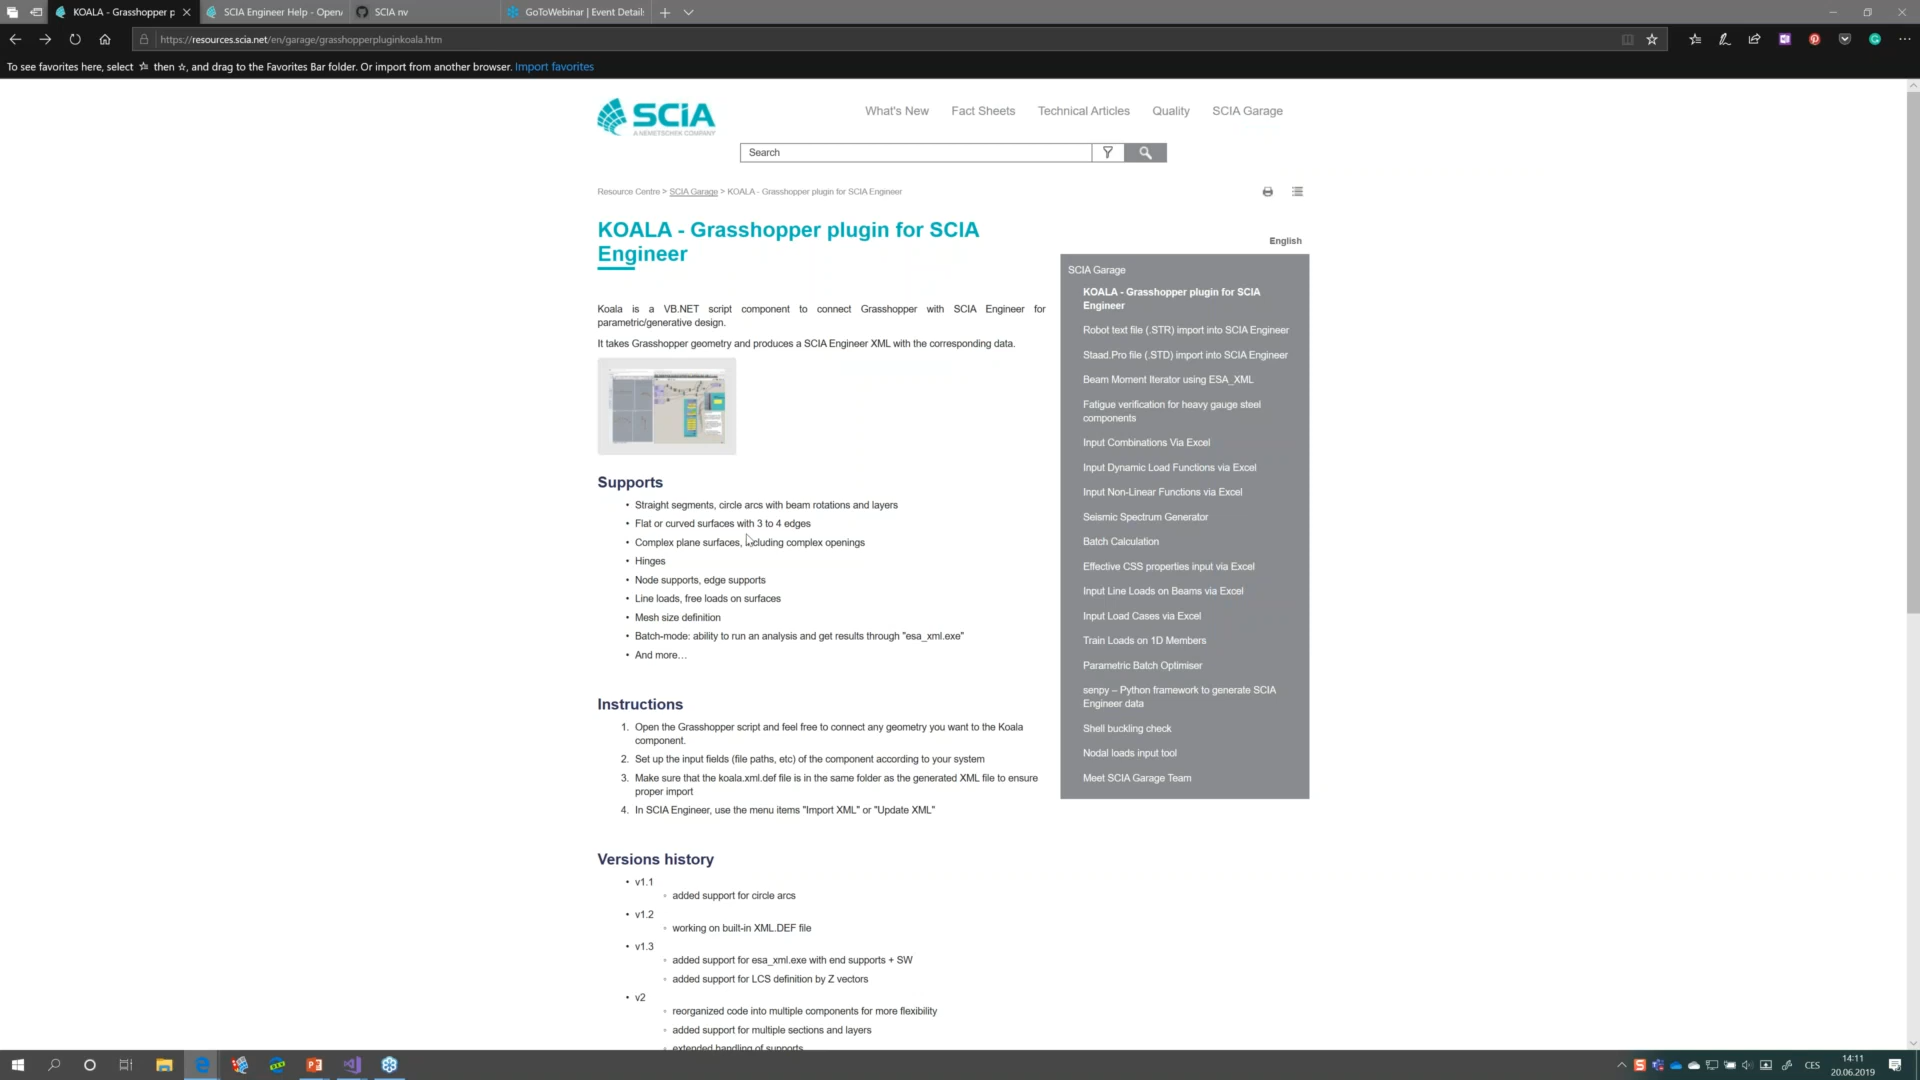 KOALA - Grasshopper p
SCIA Engineer Help - Open
SCIA nv
GoToWebinar | Event Detail
https://resources.scia.net/en/garage/grasshopperpluginkoala.htm
To see favorites here, select then ☆, and drag to the Favorites Bar folder. Or import from another browser. Import favorites
SCiA
A NEMETSCHEK COMPANY
What's New
Fact Sheets
Technical Articles
Quality
SCIA Garage
Search
Resource Centre > SCIA Garage > KOALA - Grasshopper plugin for SCIA Engineer
KOALA - Grasshopper plugin for SCIA
Engineer
Koala is a VB.NET script component to connect Grasshopper with SCIA Engineer for
parametric/generative design.
It takes Grasshopper geometry and produces a SCIA Engineer XML with the corresponding data.
Supports
• Straight segments, circle arcs with beam rotations and layers
• Flat or curved surfaces with 3 to 4 edges
• Complex plane surfaces, including complex openings
• Hinges
• Node supports, edge supports
• Line loads, free loads on surfaces
• Mesh size definition
• Batch-mode: ability to run an analysis and get results through "esa_xml.exe"
• And more…
Instructions
1. Open the Grasshopper script and feel free to connect any geometry you want to the Koala
component.
2. Set up the input fields (file paths, etc) of the component according to your system
3. Make sure that the koala.xml.def file is in the same folder as the generated XML file to ensure
proper import
4. In SCIA Engineer, use the menu items "Import XML" or "Update XML"
Versions history
• v1.1
◦ added support for circle arcs
• v1.2
◦ working on built-in XML.DEF file
• v1.3
◦ added support for esa_xml.exe with end supports + SW
◦ added support for LCS definition by Z vectors
• v2
◦ reorganized code into multiple components for more flexibility
◦ added support for multiple sections and layers
◦ extended handling of supports
English
SCIA Garage
KOALA - Grasshopper plugin for SCIA
Engineer
Robot text file (.STR) import into SCIA Engineer
Staad.Pro file (.STD) import into SCIA Engineer
Beam Moment Iterator using ESA_XML
Fatigue verification for heavy gauge steel
components
Input Combinations Via Excel
Input Dynamic Load Functions via Excel
Input Non-Linear Functions via Excel
Seismic Spectrum Generator
Batch Calculation
Effective CSS properties input via Excel
Input Line Loads on Beams via Excel
Input Load Cases via Excel
Train Loads on 1D Members
Parametric Batch Optimiser
senpy – Python framework to generate SCIA
Engineer data
Shell buckling check
Nodal loads input tool
Meet SCIA Garage Team
CES
14:11
20.06.2019